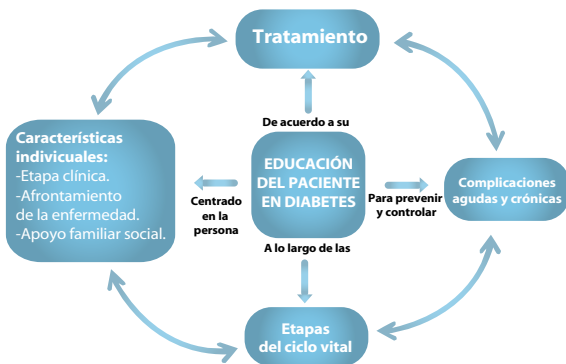 Tratamiento
De acuerdo a su
Características
indivicuales:
-Etapa clínica.
-Afrontamiento
de la enfermedad.
-Apoyo familiar social.
Centrado
en la
persona
EDUCACIÓN
DEL PACIENTE
EN DIABETES
Para prevenir
y controlar
Complicaciones
agudas y crónicas
A lo largo de las
Etapas
del ciclo vital